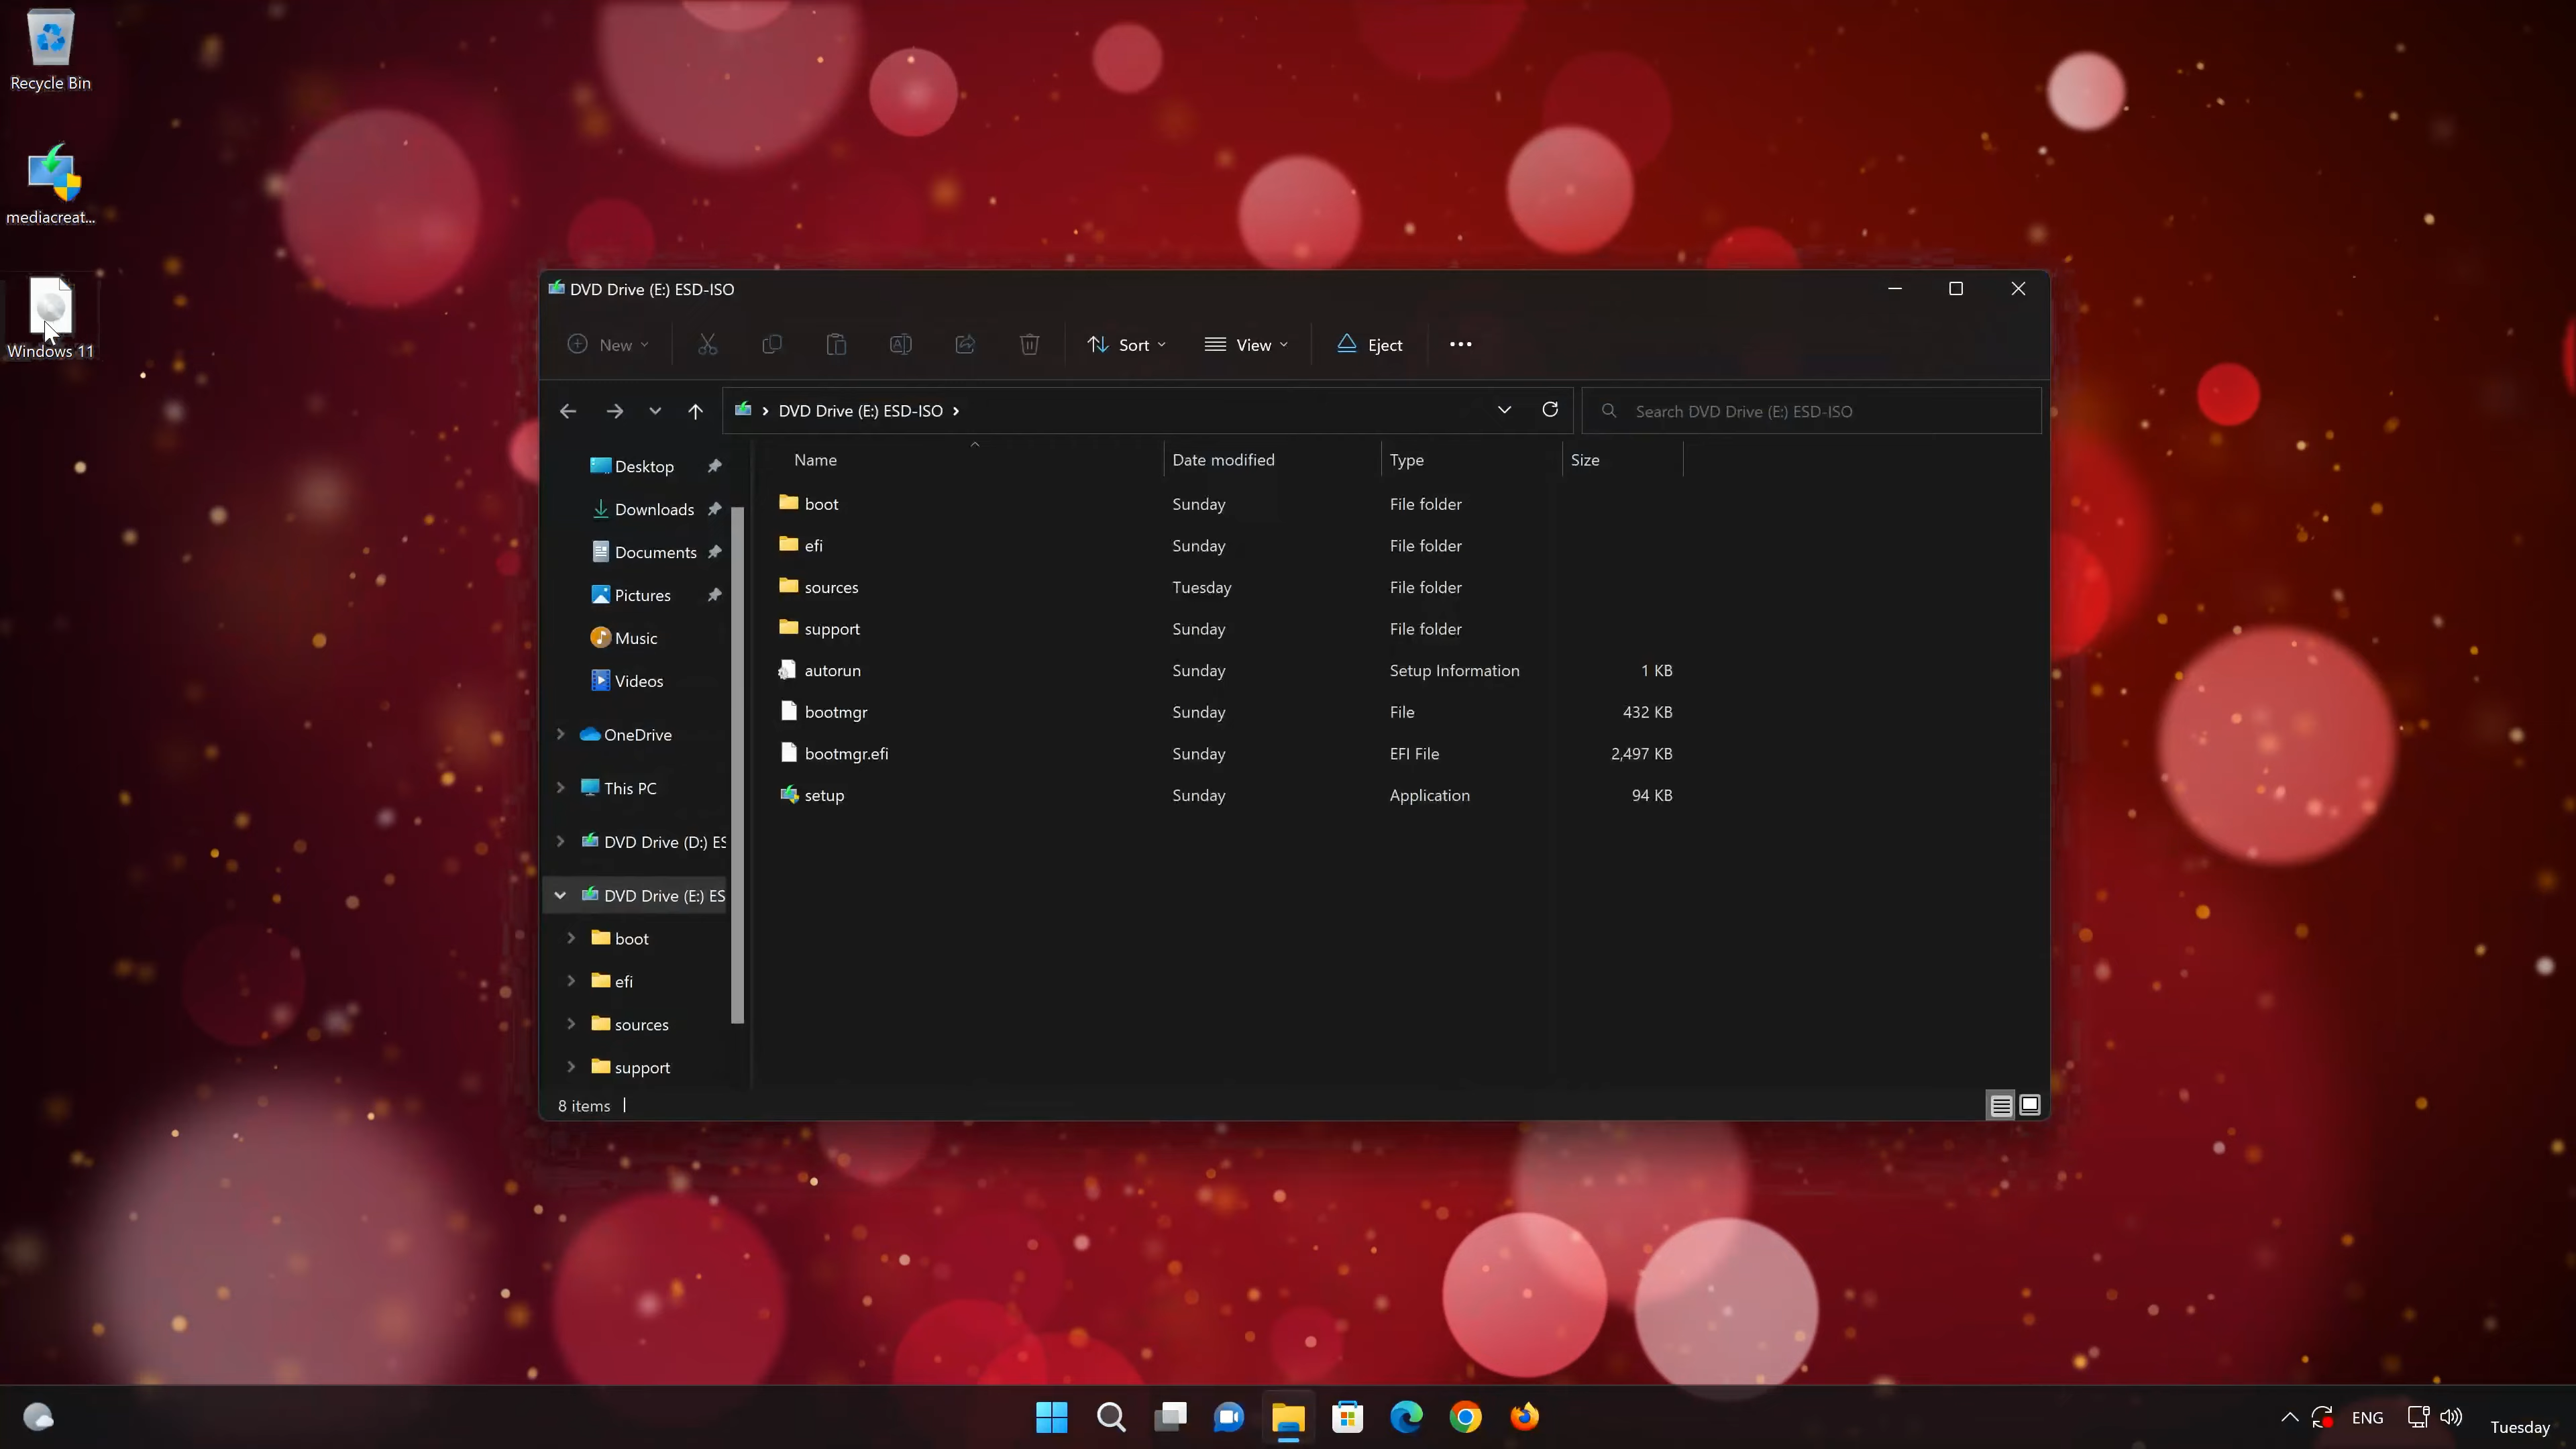 Recycle Bin
mediacreat...
Windows 11
DVD Drive (E:) ESD-ISO
New
Sort
View
Eject
DVD Drive (E:) ESD-ISO
Search DVD Drive (E:) ESD-ISO
Desktop
Downloads
Documents
Pictures
Music
Videos
OneDrive
This PC
DVD Drive (D:) ES
DVD Drive (E:) ES
boot
efi
sources
support
Name Date modified Type Size
boot Sunday File folder
efi Sunday File folder
sources Tuesday File folder
support Sunday File folder
autorun Sunday Setup Information 1 KB
bootmgr Sunday File 432 KB
bootmgr.efi Sunday EFI File 2,497 KB
setup Sunday Application 94 KB
8 items
ENG
Tuesday